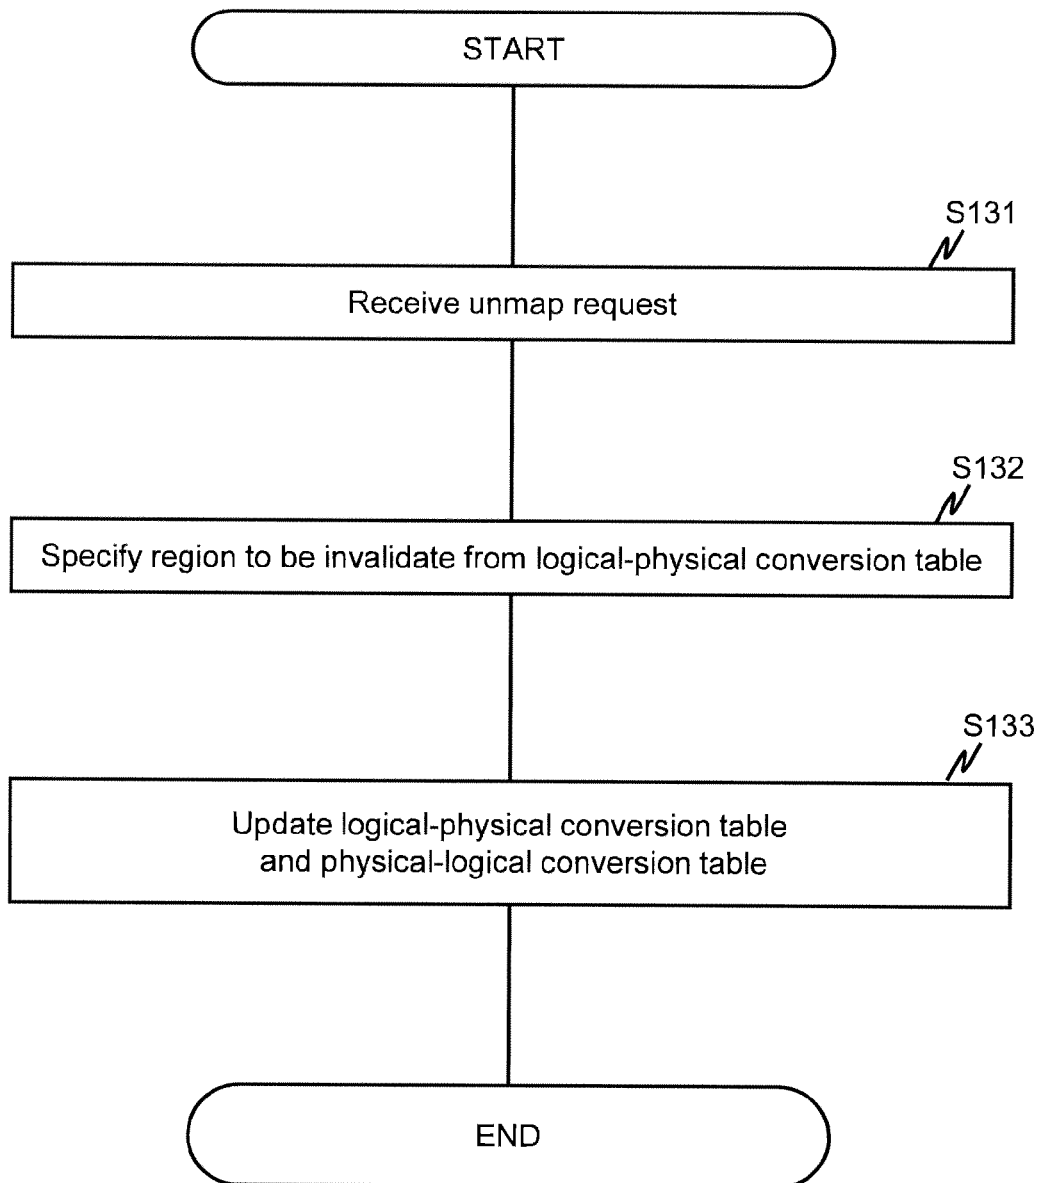 START
S131
Receive unmap request
S132
Specify region to be invalidate from logical-physical conversion table
S133
Update logical-physical conversion table
and physical-logical conversion table
END